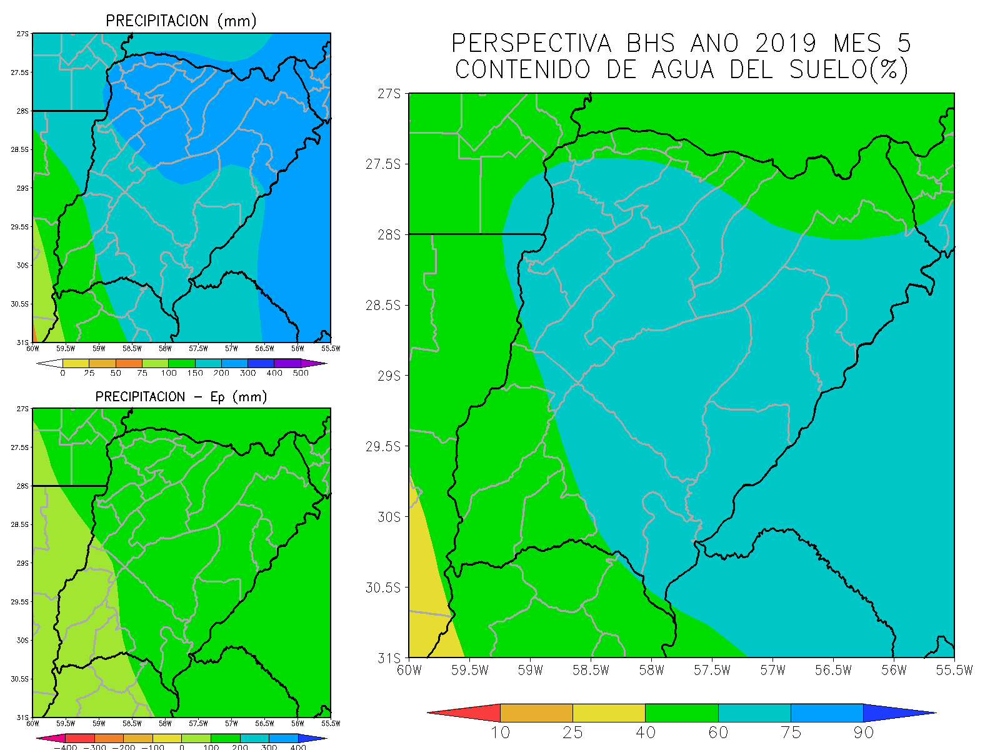 PRECIPITACION (mm)
27S
27.5S
28S
28.5S
29S
29.5S
30S
30.5S
31S
60W 59.5W 59W 58.5W 58W 57.5W 57W 56.5W 56W 55.5W
0 25 50 75 100 150 200 300 400 500
PRECIPITACION – Ep (mm)
27S
27.5S
28S
28.5S
29S
29.5S
30S
30.5S
31S
60W 59.5W 59W 58.5W 58W 57.5W 57W 56.5W 56W 55.5W
−400 −300 −200 −100 0 100 200 300 400
PERSPECTIVA BHS ANO 2019 MES 5
CONTENIDO DE AGUA DEL SUELO(%)
27S
27.5S
28S
28.5S
29S
29.5S
30S
30.5S
31S
60W 59.5W 59W 58.5W 58W 57.5W 57W 56.5W 56W 55.5W
10 25 40 60 75 90